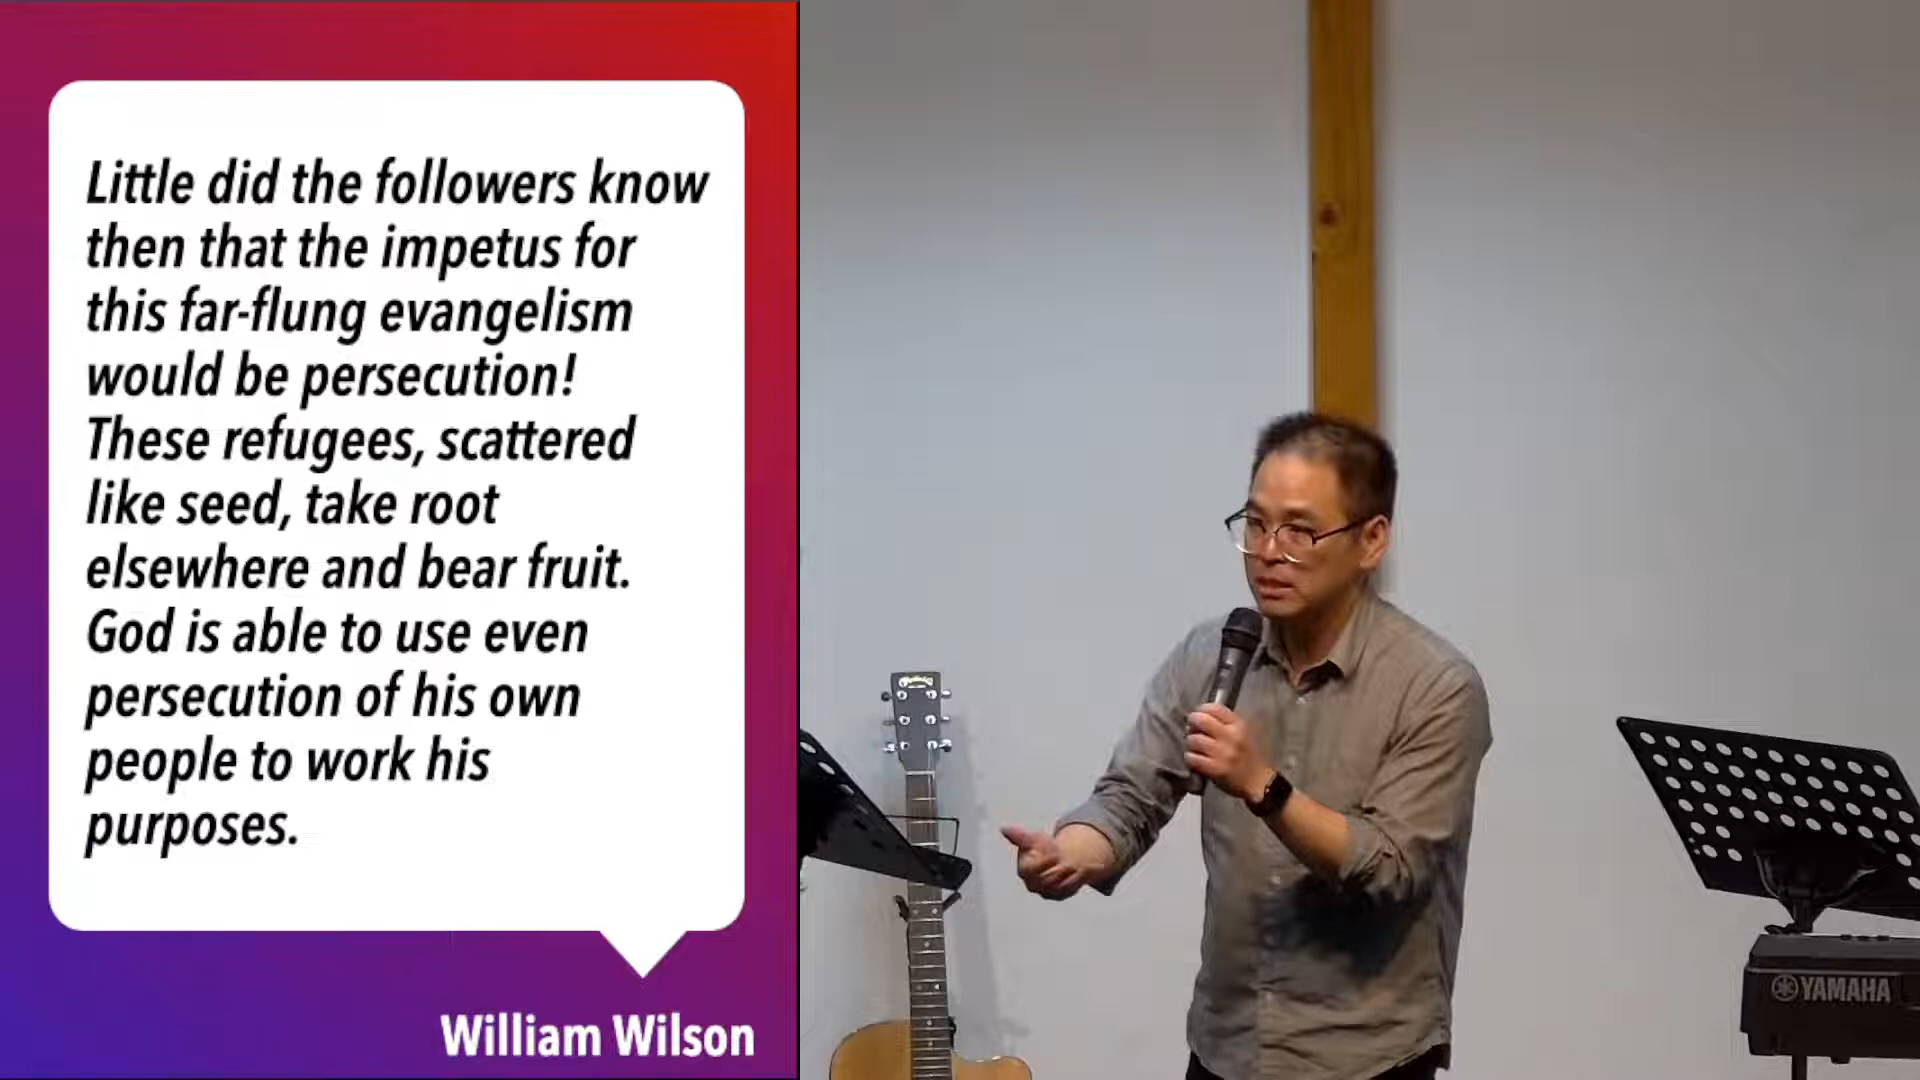 Little did the followers know
then that the impetus for
this far-flung evangelism
would be persecution!
These refugees, scattered
like seed, take root
elsewhere and bear fruit.
God is able to use even
persecution of his own
people to work his
purposes.
William Wilson
YAMAHA